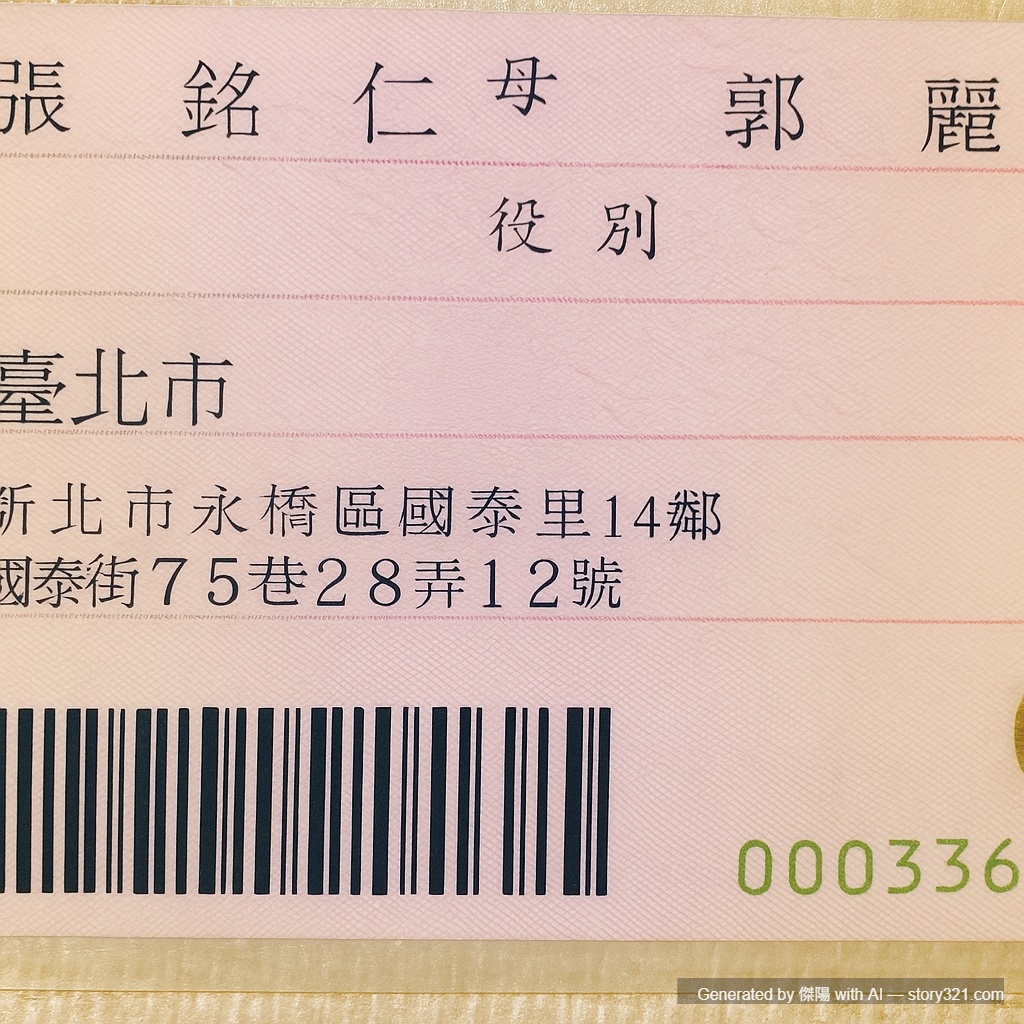 張 銘 仁 母 郭 麗
役別
臺北市
新北市永橋區國泰里14鄰
國泰街75巷28弄12號
000336
Generated by 傑陽 with AI — story321.com